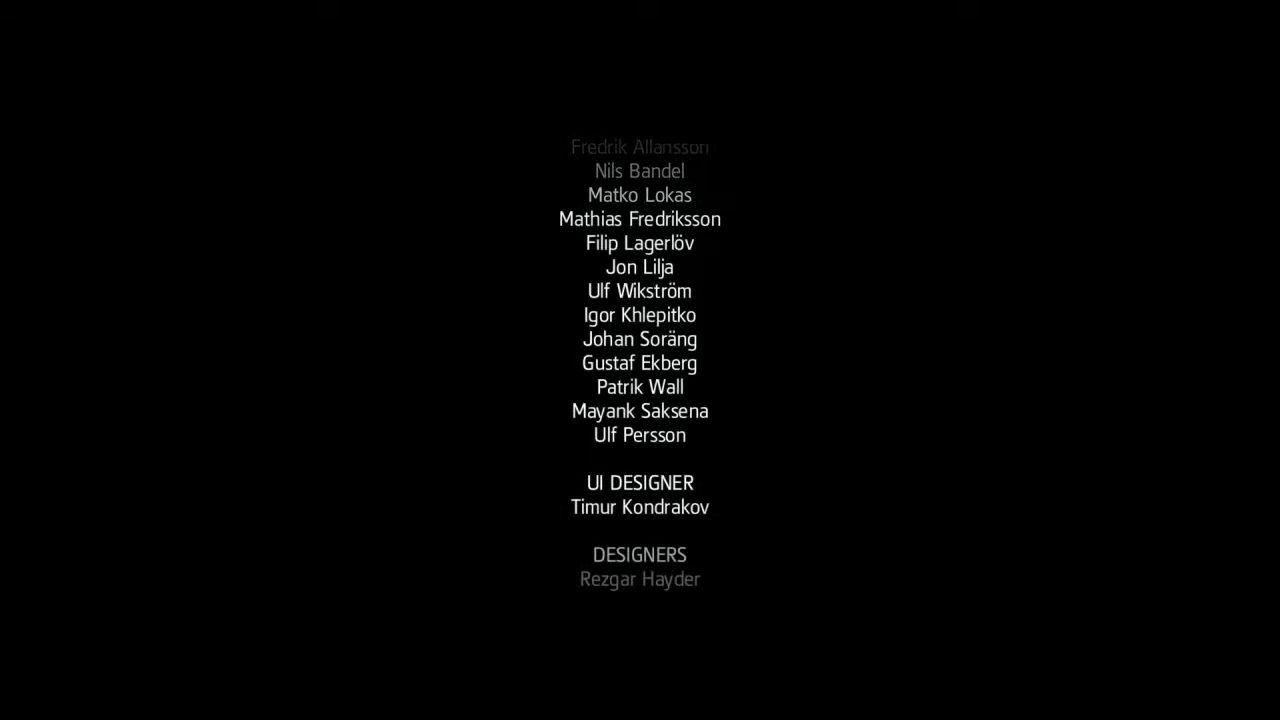 Fredrik Allansson
Nils Bandel
Matko Lokas
Mathias Fredriksson
Filip Lagerlöv
Jon Lilja
Ulf Wikström
Igor Khlepitko
Johan Soräng
Gustaf Ekberg
Patrik Wall
Mayank Saksena
Ulf Persson
UI DESIGNER
Timur Kondrakov
DESIGNERS
Rezgar Hayder